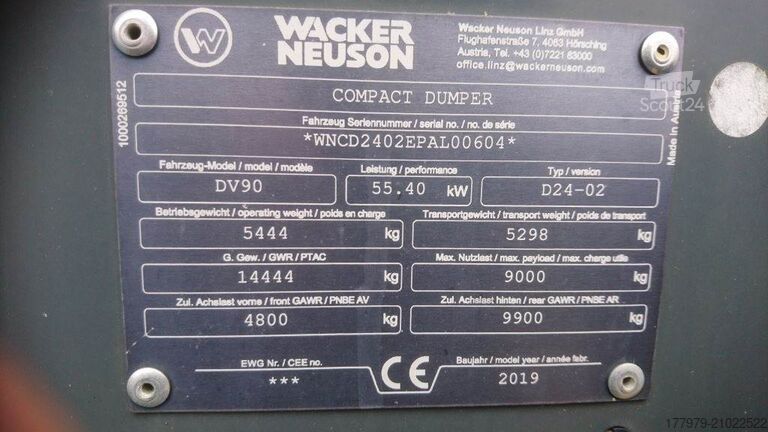 WACKER
NEUSON
Wacker Neuson Linz GmbH
Flughafenstraße 7, 4063 Hörsching
Austria, Tel. +43 (0)7221 63000
office.linz@wackerneuson.com
1000269512
Truck
Scout24
COMPACT DUMPER
Made in Aus
Fahrzeug Seriennummer / serial no. / no. de série
*WNCD2402EPAL00604*
Fahrzeug-Model / model / modèle Leistung / performance Typ / version
DV90 55.40 kW D24-02
Betriebsgewicht / operating weight / poids en charge Transportgewicht / transport weight / poids de transport
5444 kg 5298 kg
G. Gew. / GWR / PTAC Max. Nutzlast / max. payload / max. charge utile
14444 kg 9000 kg
Zul. Achslast vorne / front GAWR / PNBE AV Zul. Achslast hinten / rear GAWR / PNBE AR
4800 kg 9900 kg
EWG Nr. / CEE no. CE Baujahr / model year / année fabr.
*** 2019
177979-21022522